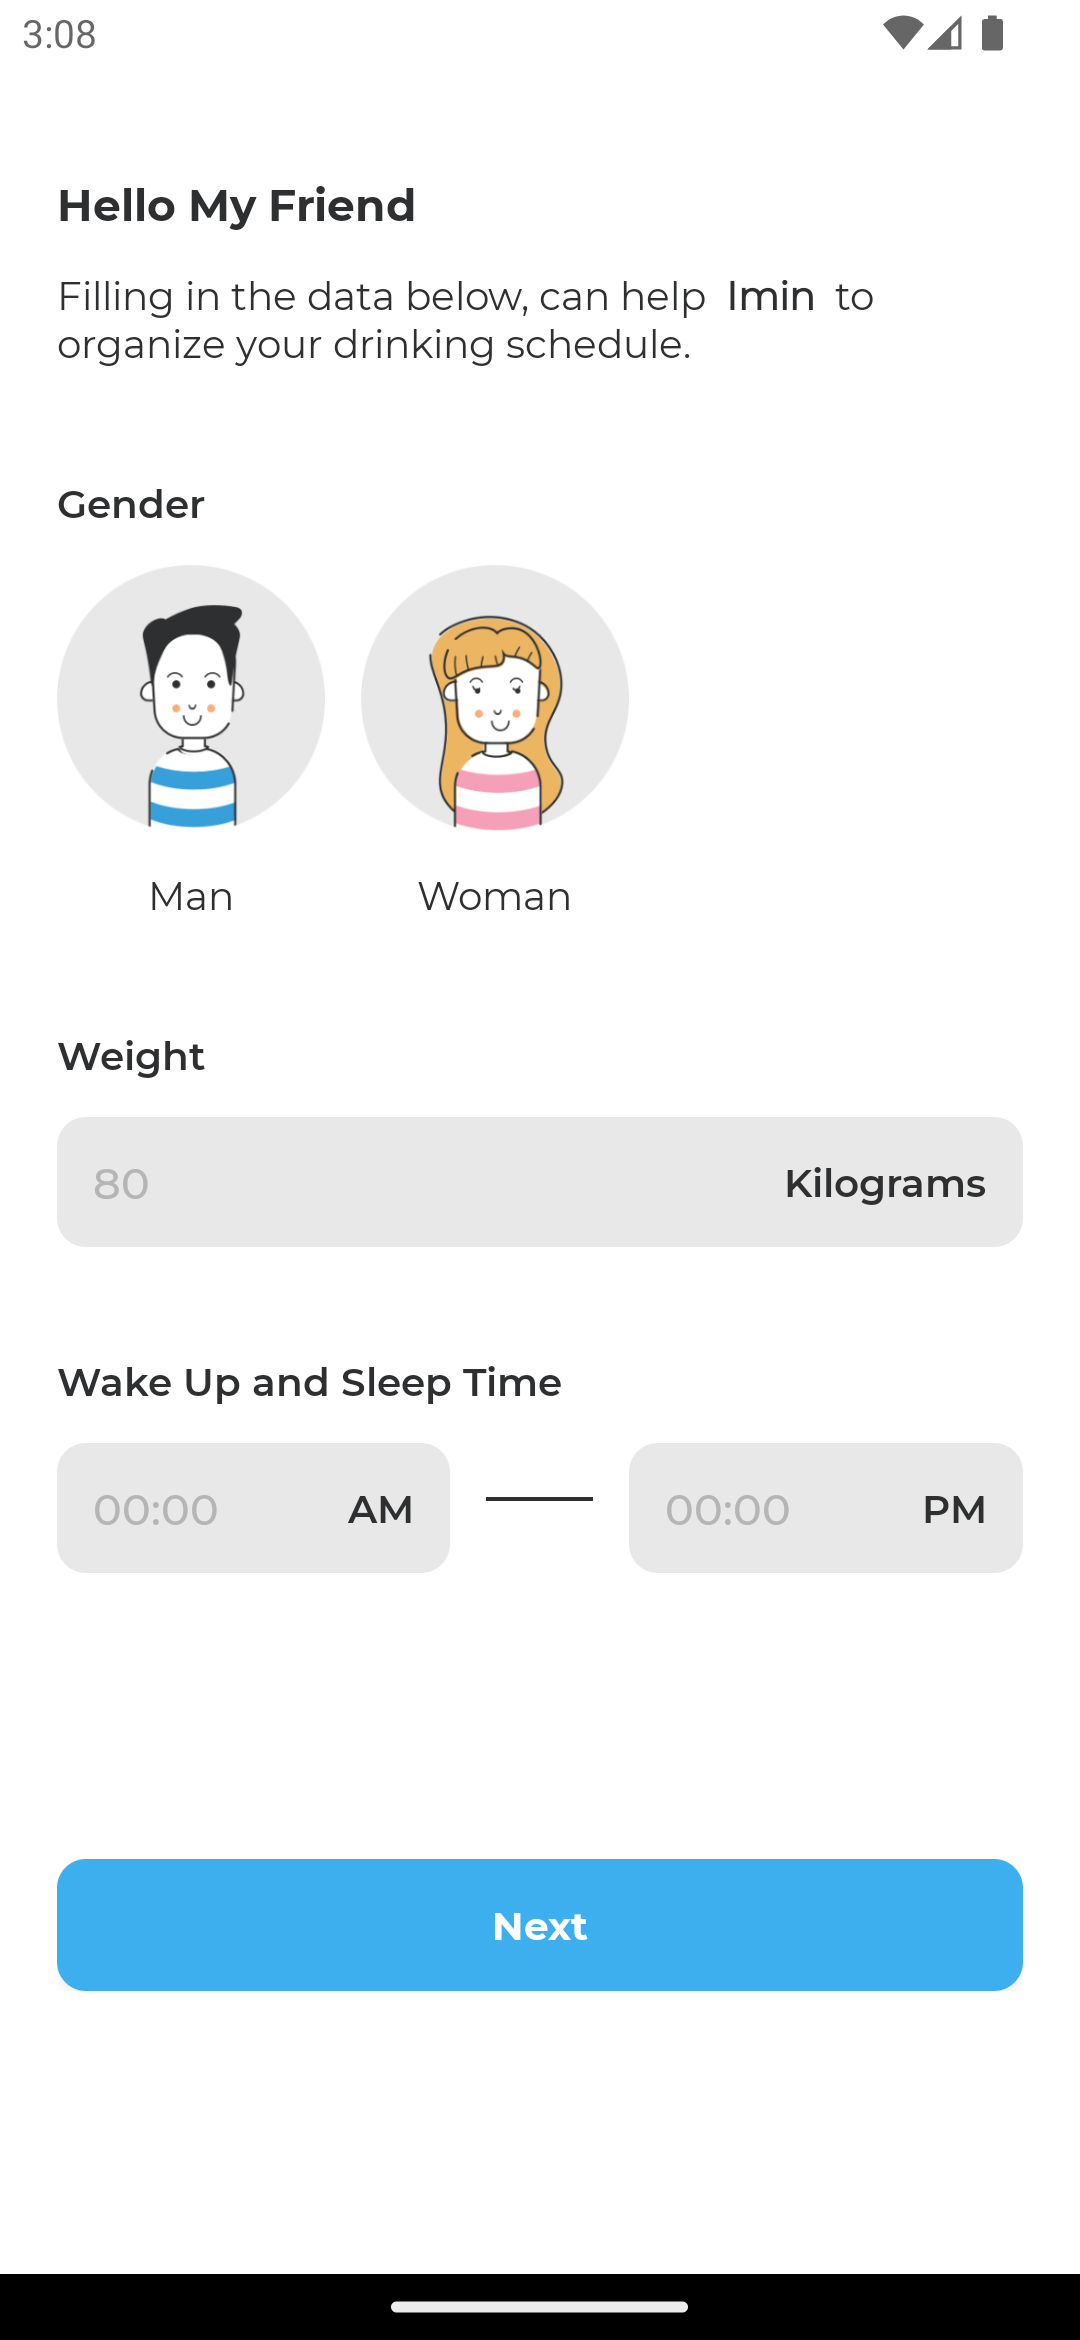 3:08
Hello My Friend
Filling in the data below, can help Imin to
organize your drinking schedule.
Gender
Man Woman
Weight
80 Kilograms
Wake Up and Sleep Time
00:00 AM 00:00 PM
Next